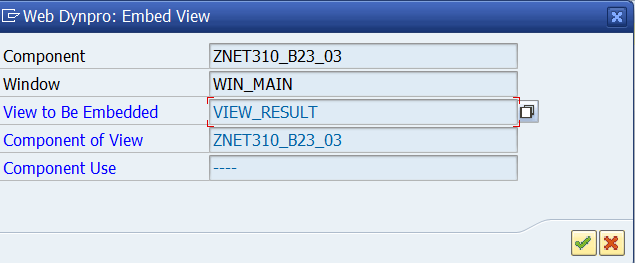 Web Dynpro: Embed View
Component ZNET310_B23_03
Window WIN_MAIN
View to Be Embedded VIEW_RESULT
Component of View ZNET310_B23_03
Component Use ----